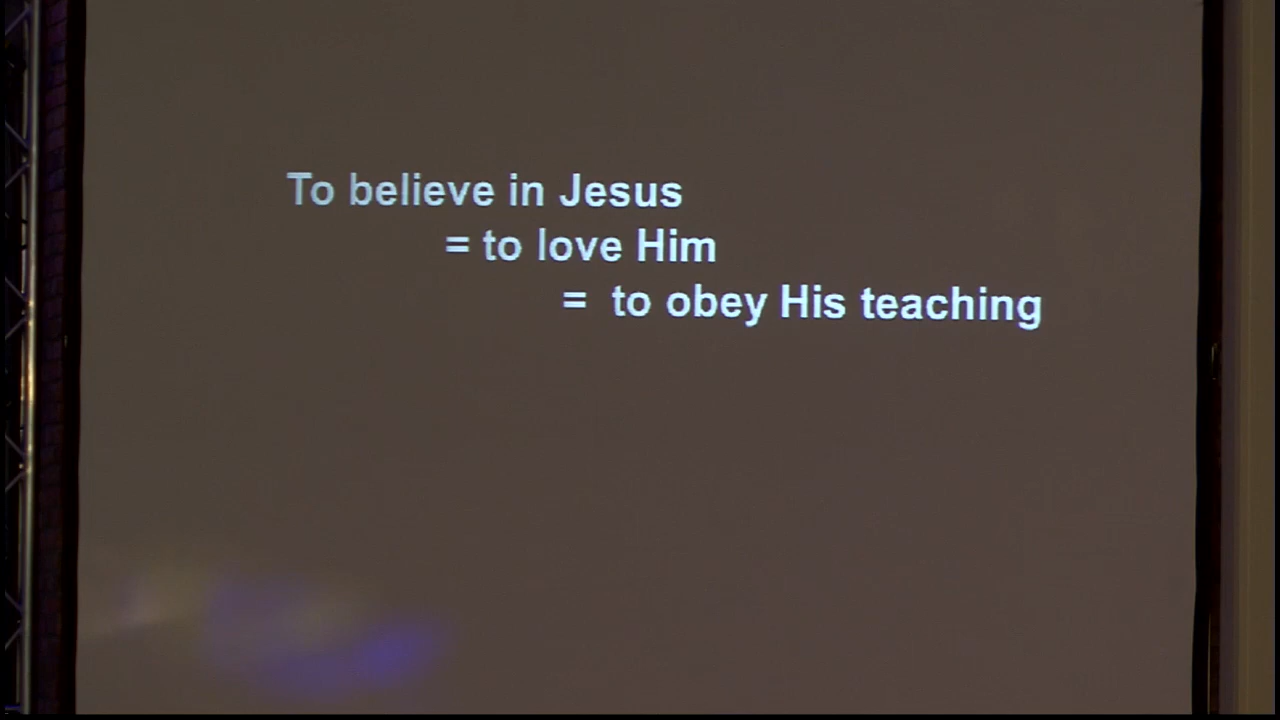 To believe in Jesus
= to love Him
= to obey His teaching